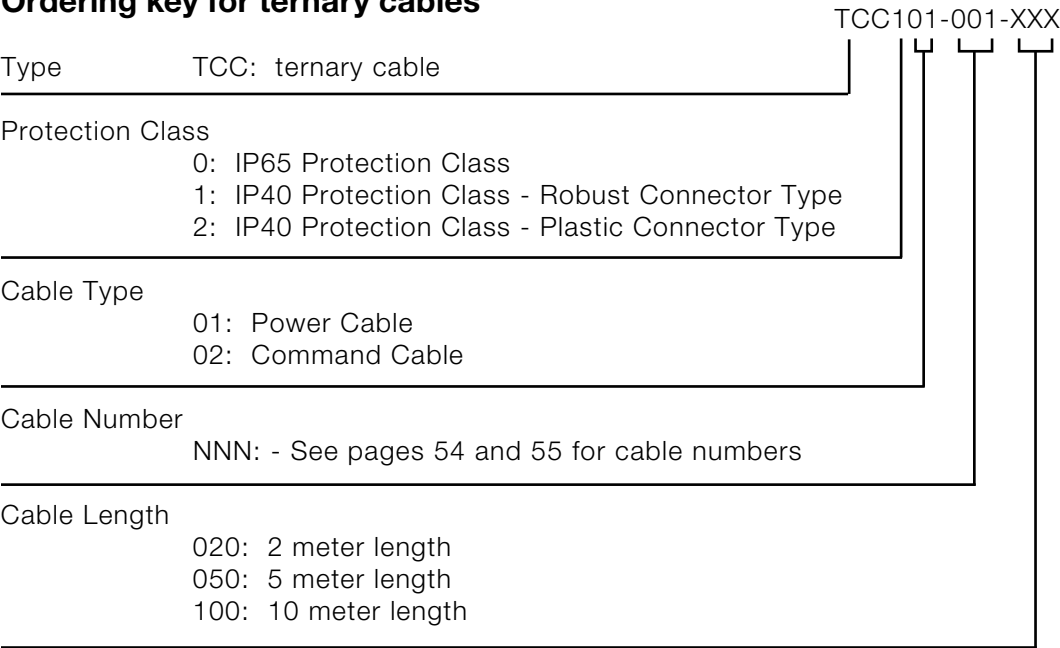 Ordering key for ternary cables
TCC101-001-XXX
Type TCC: ternary cable
Protection Class
0: IP65 Protection Class
1: IP40 Protection Class - Robust Connector Type
2: IP40 Protection Class - Plastic Connector Type
Cable Type
01: Power Cable
02: Command Cable
Cable Number
NNN: - See pages 54 and 55 for cable numbers
Cable Length
020: 2 meter length
050: 5 meter length
100: 10 meter length